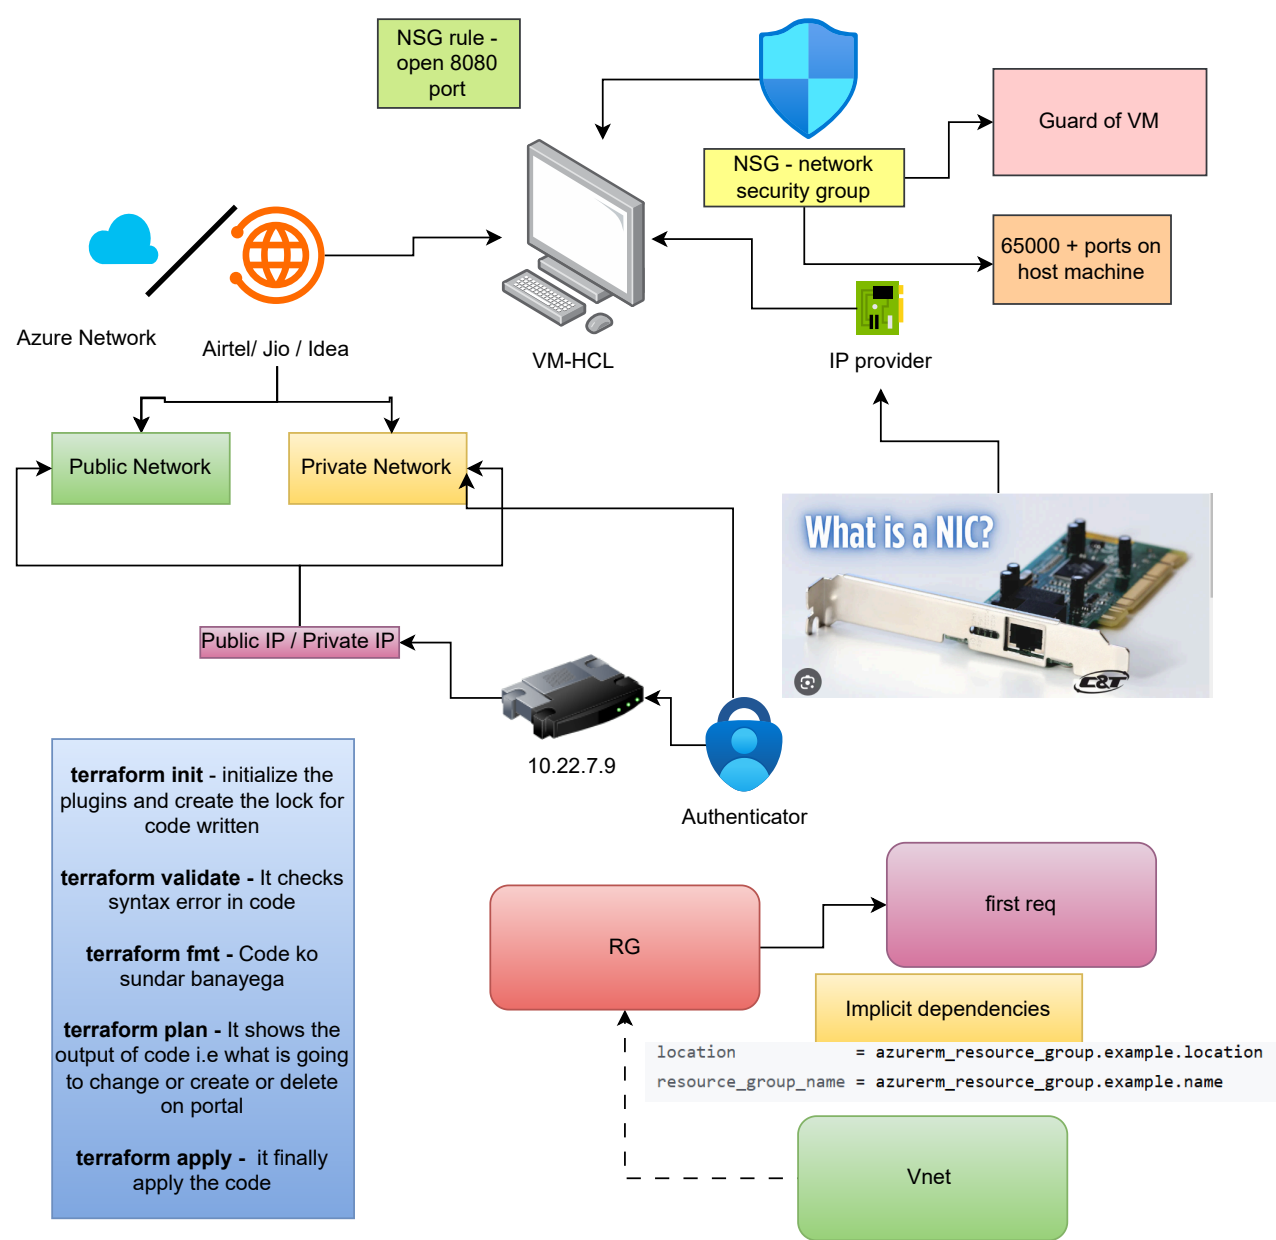 NSG rule -
open 8080
port
NSG - network
security group
Guard of VM
65000 + ports on
host machine
Azure Network
Airtel/ Jio / Idea
VM-HCL
IP provider
Public Network
Private Network
What is a NIC?
C&T
Public IP / Private IP
10.22.7.9
Authenticator
terraform init - initialize the
plugins and create the lock for
code written
terraform validate - It checks
syntax error in code
terraform fmt - Code ko
sundar banayega
terraform plan - It shows the
output of code i.e what is going
to change or create or delete
on portal
terraform apply -  it finally
apply the code
RG
first req
Implicit dependencies
location            = azurerm_resource_group.example.location
resource_group_name = azurerm_resource_group.example.name
Vnet